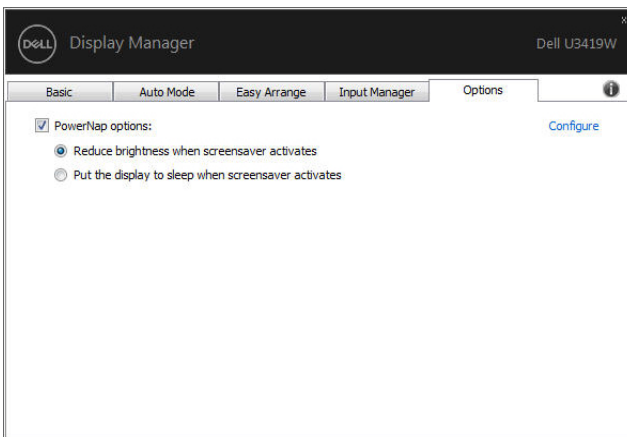 x
DELL Display Manager
Dell U3419W
Basic Auto Mode Easy Arrange Input Manager Options i
PowerNap options: Configure
Reduce brightness when screensaver activates
Put the display to sleep when screensaver activates